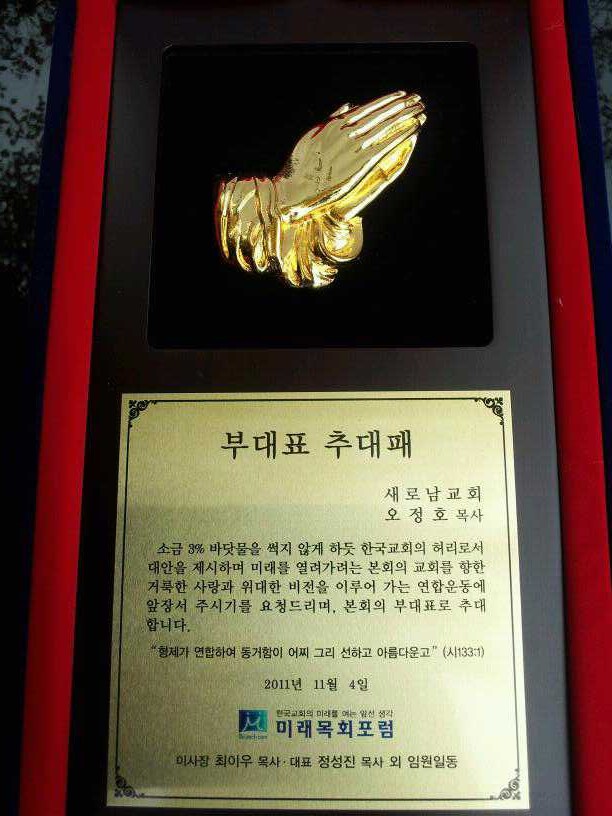 부대표 추대패
새로남교회
오정호 목사
소금 3% 바닷물을 썩지 않게 하듯 한국교회의 허리로서
대안을 제시하며 미래를 열려가려는 본회의 교회를 향한
거룩한 사랑과 위대한 비전을 이루어 가는 연합운동에
앞장서 주시기를 요청드리며, 본회의 부대표로 추대
합니다.
"형제가 연합하여 동거함이 어찌 그리 선하고 아름다운고" (시133:1)
2011년 11월 4일
한국교회의 미래를 여는 앞선 생각
미래목회포럼
이사장 최이우 목사·대표 정성진 목사 외 임원일동